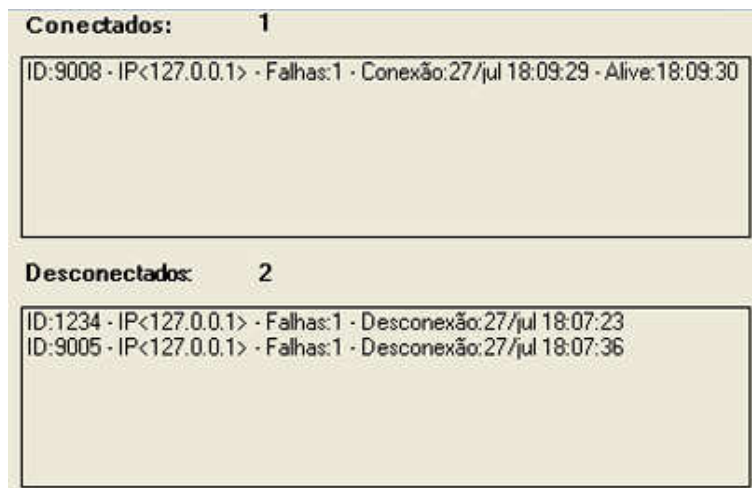 Conectados: 1
ID:9008 - IP<127.0.0.1> - Falhas:1 - Conexão:27/jul 18:09:29 - Alive:18:09:30
Desconectados: 2
ID:1234 - IP<127.0.0.1> - Falhas:1 - Desconexão:27/jul 18:07:23
ID:9005 - IP<127.0.0.1> - Falhas:1 - Desconexão:27/jul 18:07:36